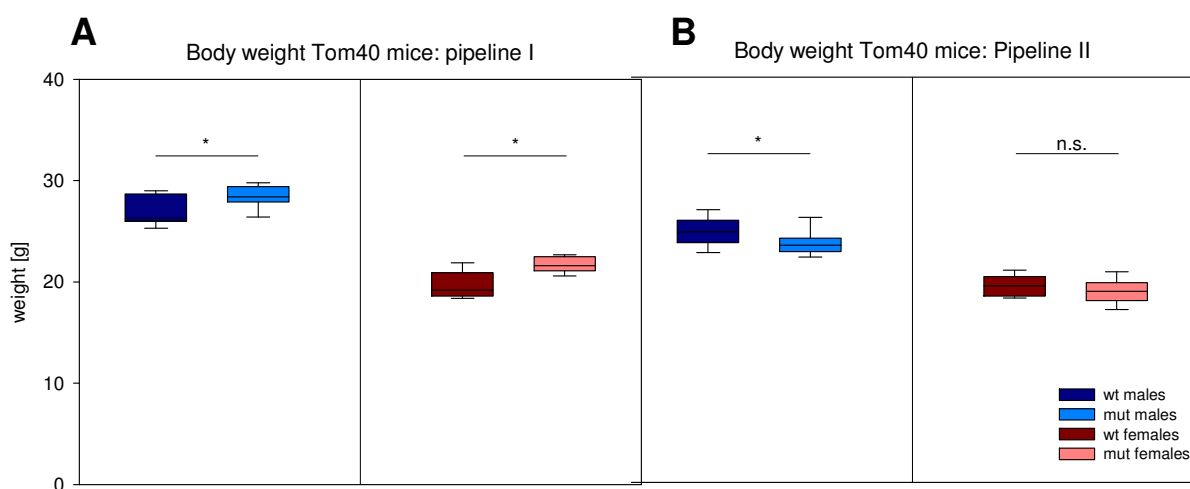 A
B
Body weight Tom40 mice: pipeline I
Body weight Tom40 mice: Pipeline II
40
30
20
10
0
weight [g]
*
*
*
n.s.
wt males
mut males
wt females
mut females